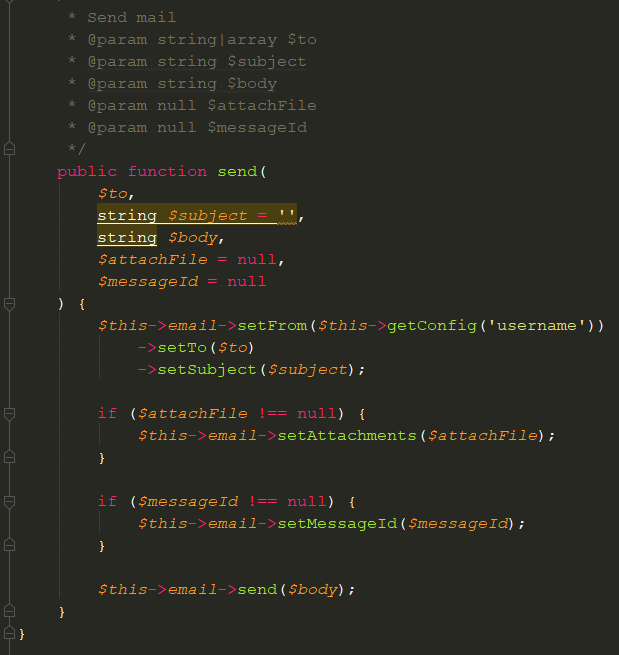 * Send mail
* @param string|array $to
* @param string $subject
* @param string $body
* @param null $attachFile
* @param null $messageId
*/
public function send(
$to,
string $subject = '',
string $body,
$attachFile = null,
$messageId = null
) {
$this->email->setFrom($this->getConfig('username'))
->setTo($to)
->setSubject($subject);
if ($attachFile !== null) {
$this->email->setAttachments($attachFile);
}
if ($messageId !== null) {
$this->email->setMessageId($messageId);
}
$this->email->send($body);
}
}